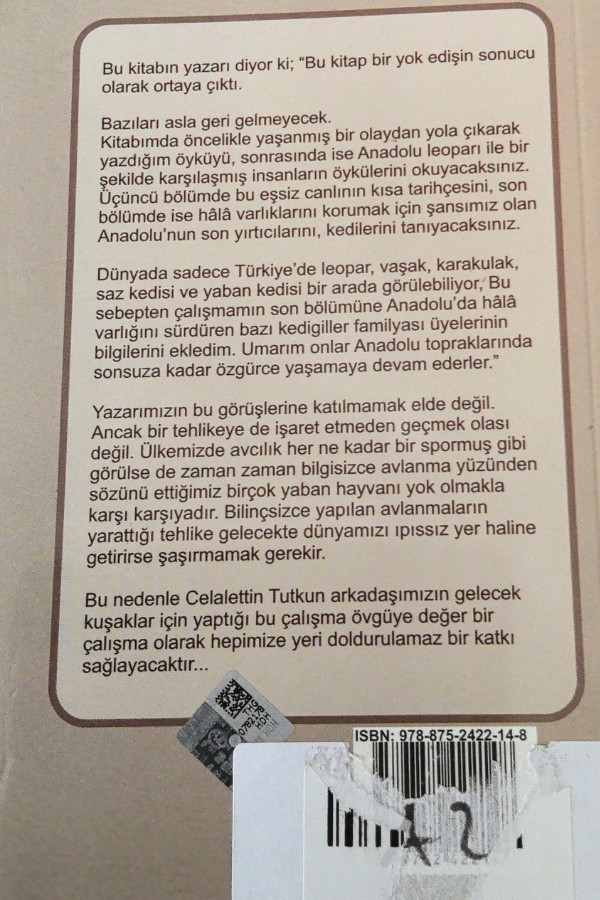 Bu kitabın yazarı diyor ki; “Bu kitap bir yok edişin sonucu
olarak ortaya çıktı.
Bazıları asla geri gelmeyecek.
Kitabımda öncelikle yaşanmış bir olaydan yola çıkarak
yazdığım öyküyü, sonrasında ise Anadolu leoparı ile bir
şekilde karşılaşmış insanların öykülerini okuyacaksınız.
Üçüncü bölümde bu eşsiz canlının kısa tarihçesini, son
bölümde ise hâlâ varlıklarını korumak için şansımız olan
Anadolu’nun son yırtıcılarını, kedilerini tanıyacaksınız.
Dünyada sadece Türkiye’de leopar, vaşak, karakulak,
saz kedisi ve yaban kedisi bir arada görülebiliyor, Bu
sebepten çalışmamın son bölümüne Anadolu’da hâlâ
varlığını sürdüren bazı kedigiller familyası üyelerinin
bilgilerini ekledim. Umarım onlar Anadolu topraklarında
sonsuza kadar özgürce yaşamaya devam ederler.”
Yazarımızın bu görüşlerine katılmamak elde değil.
Ancak bir tehlikeye de işaret etmeden geçmek olası
değil. Ülkemizde avcılık her ne kadar bir spormuş gibi
görülse de zaman zaman bilgisizce avlanma yüzünden
sözünü ettiğimiz birçok yaban hayvanı yok olmakla
karşı karşıyadır. Bilinçsizce yapılan avlanmaların
yarattığı tehlike gelecekte dünyamızı ıpıssız yer haline
getirirse şaşırmamak gerekir.
Bu nedenle Celalettin Tutkun arkadaşımızın gelecek
kuşaklar için yaptığı bu çalışma övgüye değer bir
çalışma olarak hepimize yeri doldurulamaz bir katkı
sağlayacaktır...
ISBN: 978-875-2422-14-8